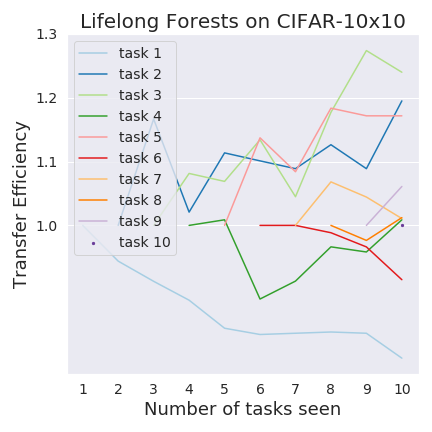 Lifelong Forests on CIFAR-10x10
1.3
1.2
1.1
1.0
Transfer Efficiency
task 1
task 2
task 3
task 4
task 5
task 6
task 7
task 8
task 9
task 10
1 2 3 4 5 6 7 8 9 10
Number of tasks seen